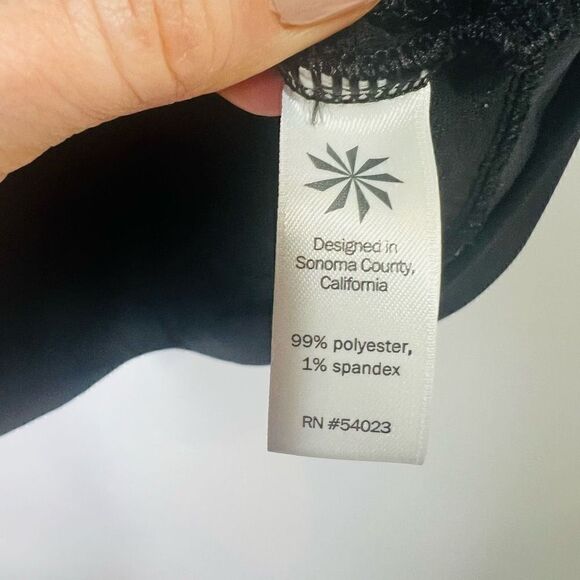 Designed in
Sonoma County,
California
99% polyester,
1% spandex
RN #54023